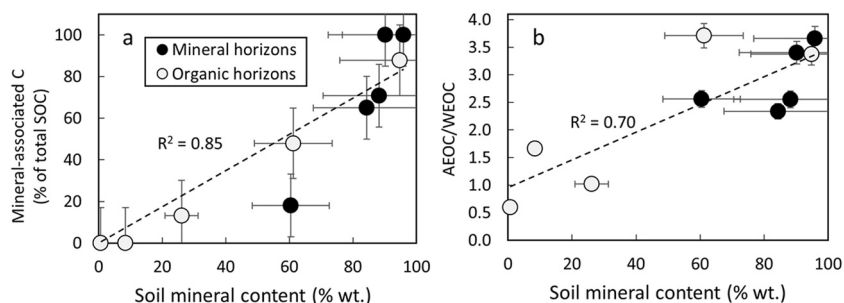 a
Mineral horizons
Organic horizons
R² = 0.85
Mineral-associated C
(% of total SOC)
100
80
60
40
20
0
0 20 40 60 80 100
Soil mineral content (% wt.)
b
R² = 0.70
AEOC/WEOC
4.0
3.5
3.0
2.5
2.0
1.5
1.0
0.5
0.0
0 20 40 60 80 100
Soil mineral content (% wt.)